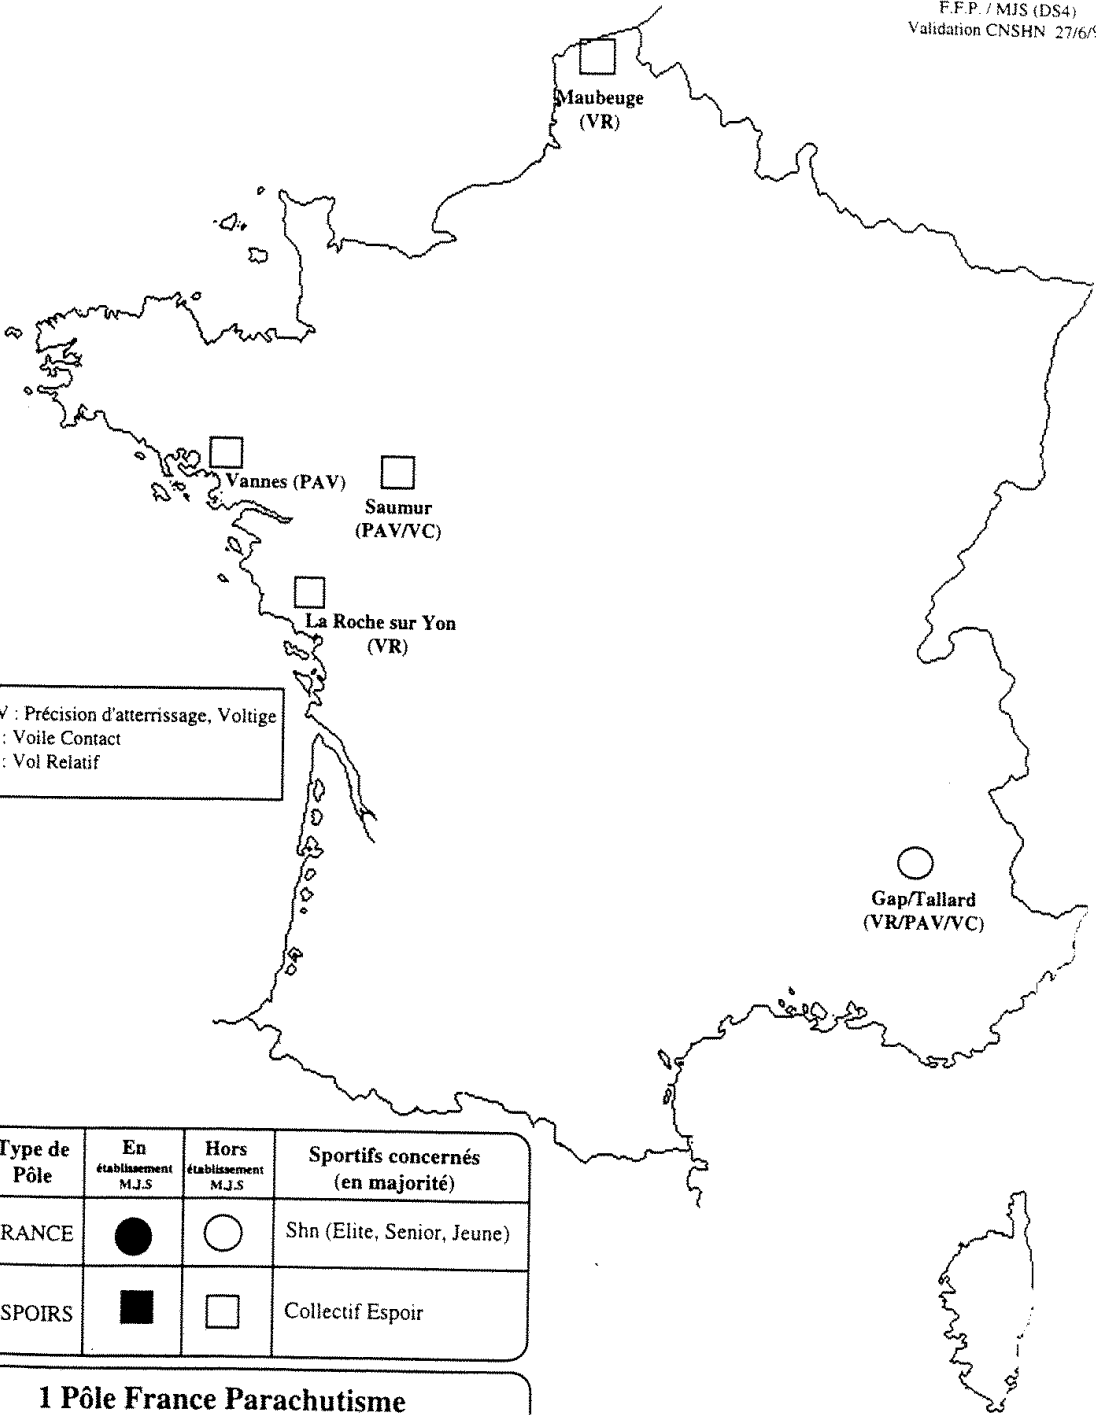 F.F.P. / MJS (DS4)
Validation CNSHN 27/6/9
Maubeuge
(VR)
Vannes (PAV)
Saumur
(PAV/VC)
La Roche sur Yon
(VR)
V : Précision d'atterrissage, Voltige
: Voile Contact
: Vol Relatif
Gap/Tallard
(VR/PAV/VC)
Type de Pôle
En établissement M.J.S
Hors établissement M.J.S
Sportifs concernés (en majorité)
RANCE
Shn (Elite, Senior, Jeune)
SPOIRS
Collectif Espoir
1 Pôle France Parachutisme